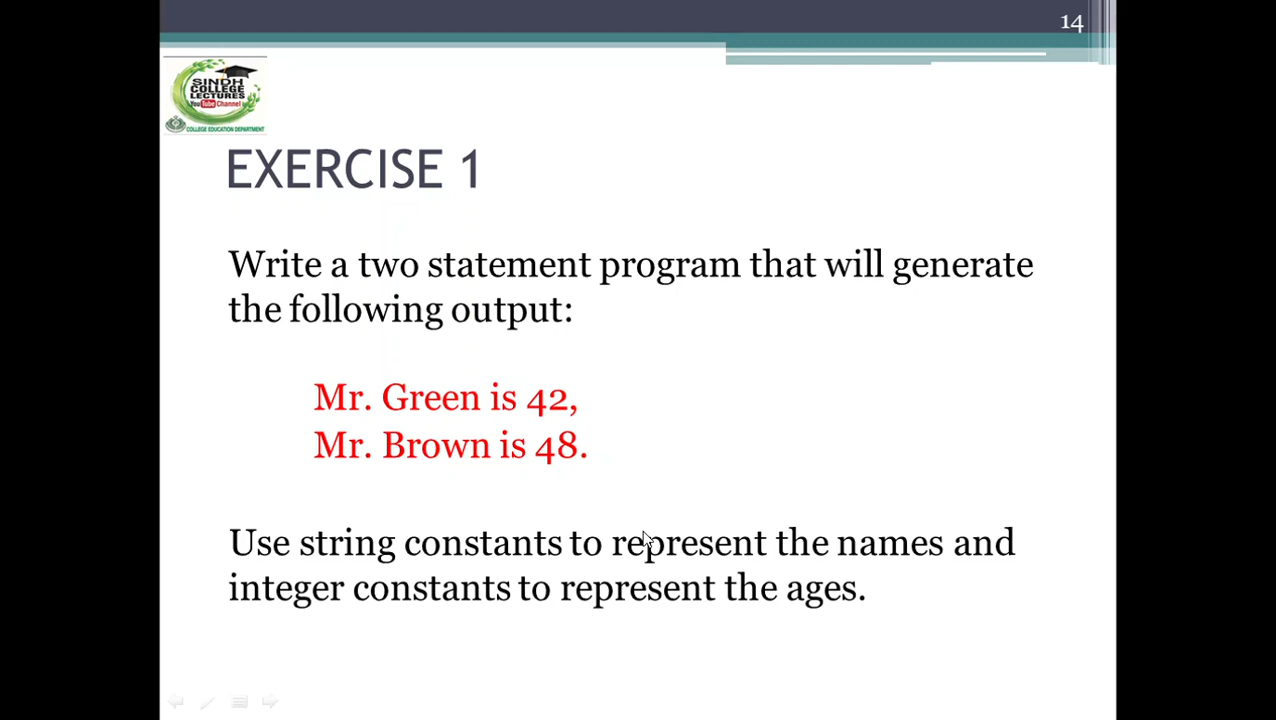 14
SINDH
COLLEGE
LECTURES
YouTube Channel
COLLEGE EDUCATION DEPARTMENT
EXERCISE 1
Write a two statement program that will generate
the following output:
Mr. Green is 42,
Mr. Brown is 48.
Use string constants to represent the names and
integer constants to represent the ages.